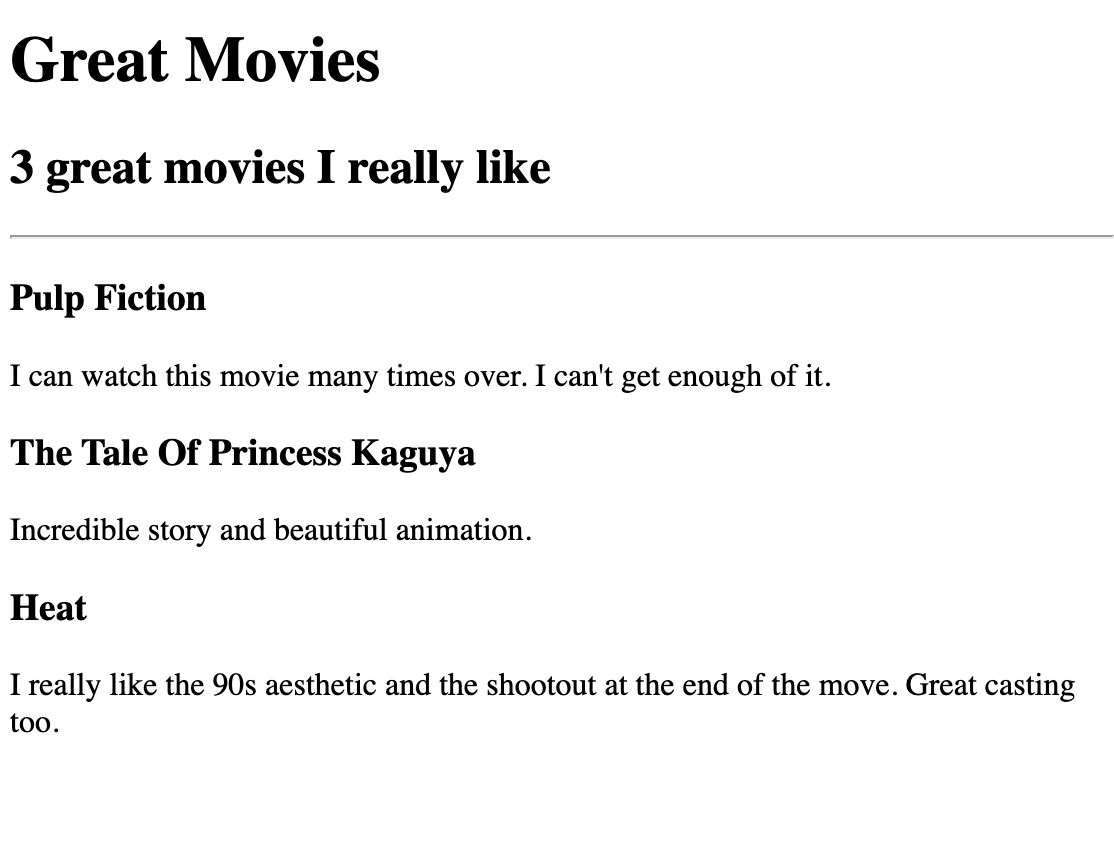 Great Movies
3 great movies I really like
Pulp Fiction
I can watch this movie many times over. I can't get enough of it.
The Tale Of Princess Kaguya
Incredible story and beautiful animation.
Heat
I really like the 90s aesthetic and the shootout at the end of the move. Great casting
too.